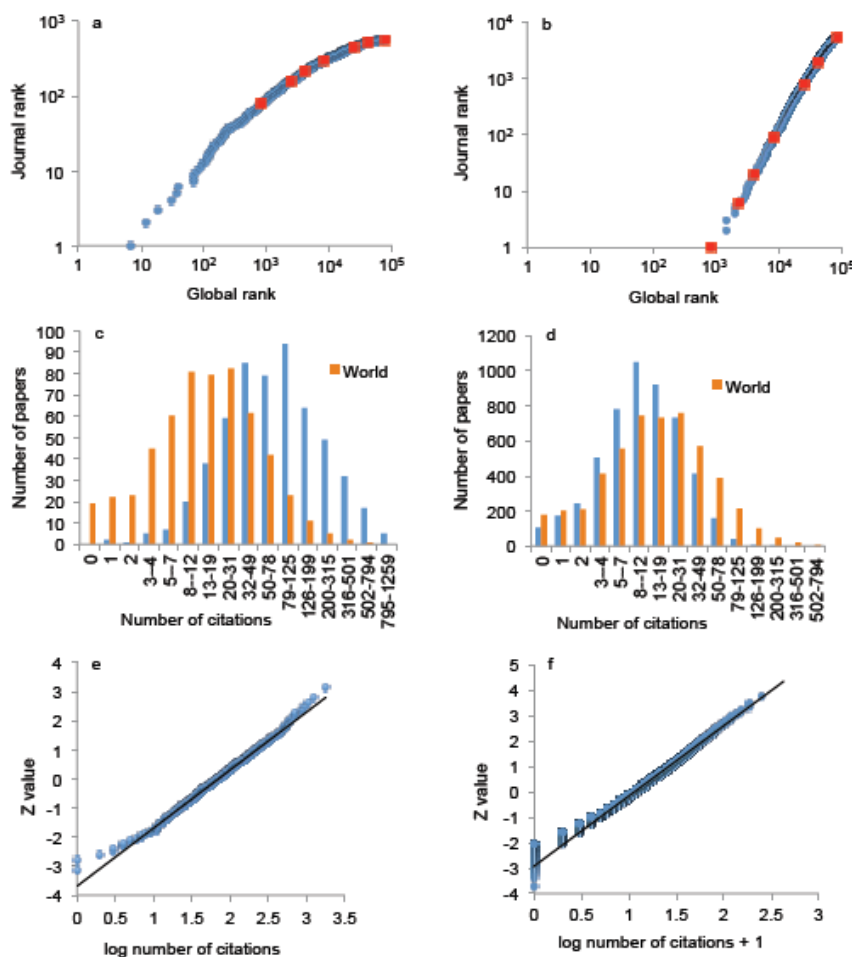 a
10³
10²
10
1
Journal rank
1 10 10² 10³ 10⁴ 10⁵
Global rank
b
10⁴
10³
10²
10
1
Journal rank
1 10 10² 10³ 10⁴ 10⁵
Global rank
c
100
90
80
70
60
50
40
30
20
10
0
Number of papers
World
0 1 2 3–4 5–7 8--12 13-19 20-31 32-49 50-78 79-125 126-199 200-315 316-501 502-794 795-1259
Number of citations
d
1200
1000
800
600
400
200
0
Number of papers
World
0 1 2 3–4 5–7 8--12 13-19 20-31 32-49 50-78 79-125 126-199 200-315 316-501 502-794
Number of citations
e
4
3
2
1
0
-1
-2
-3
-4
Z value
0 0.5 1 1.5 2 2.5 3 3.5
log number of citations
f
5
4
3
2
1
0
-1
-2
-3
-4
Z value
0 0.5 1 1.5 2 2.5 3
log number of citations + 1